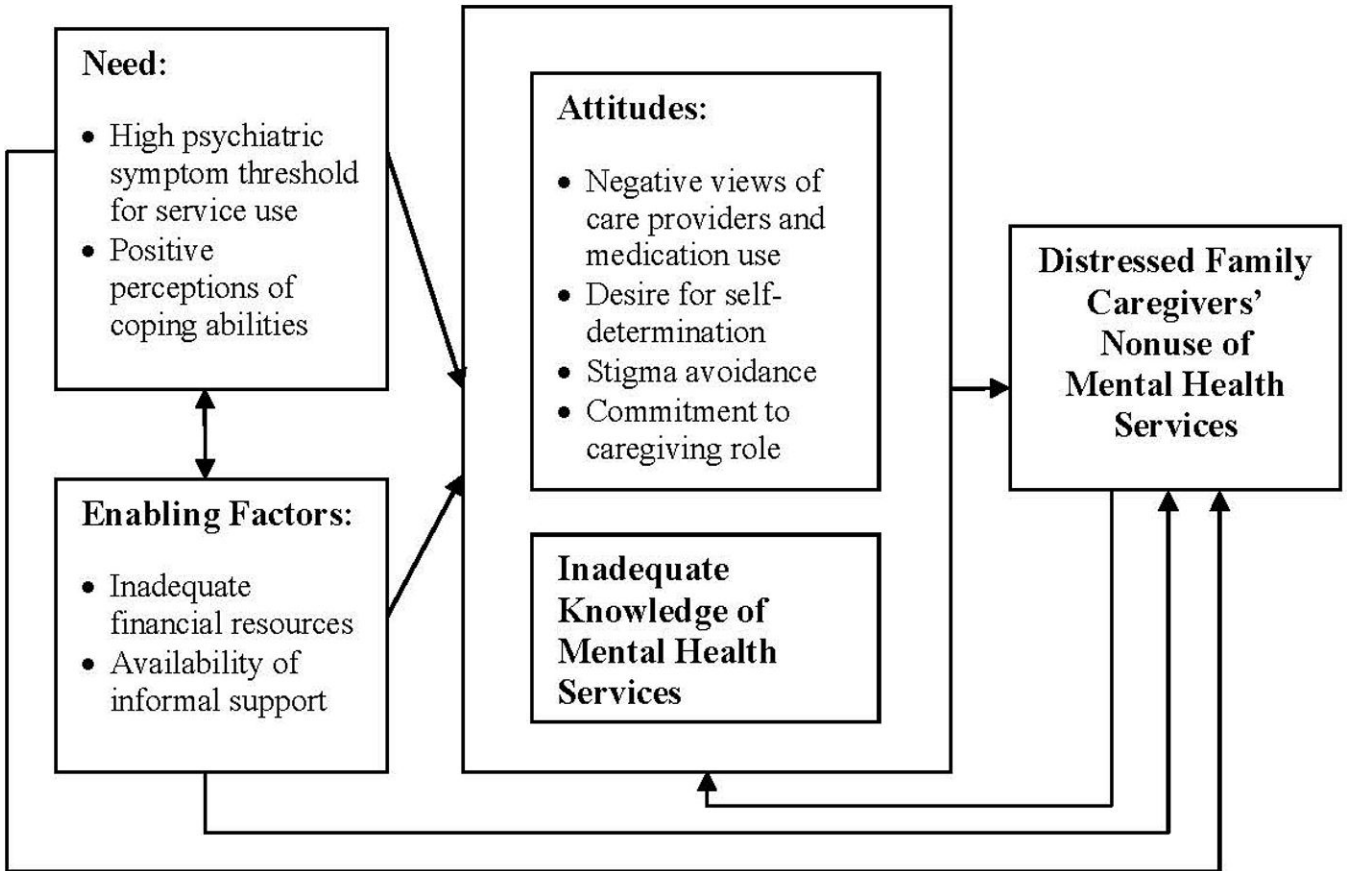 Need:
• High psychiatric
symptom threshold
for service use
• Positive
perceptions of
coping abilities
Enabling Factors:
• Inadequate
financial resources
• Availability of
informal support
Attitudes:
• Negative views of
care providers and
medication use
• Desire for self-
determination
• Stigma avoidance
• Commitment to
caregiving role
Inadequate
Knowledge of
Mental Health
Services
Distressed Family
Caregivers’
Nonuse of
Mental Health
Services